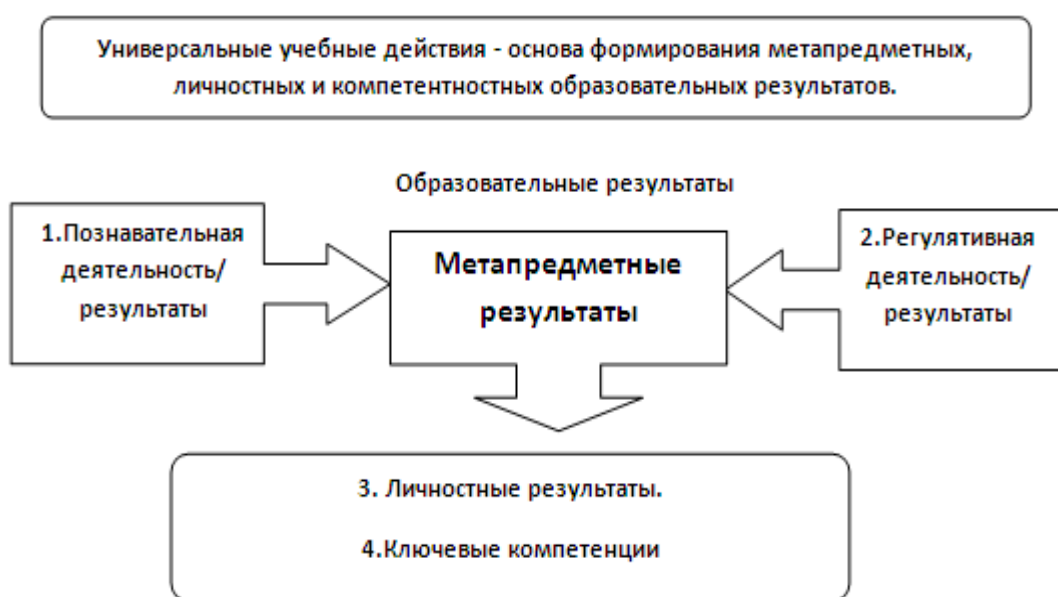 Универсальные учебные действия - основа формирования метапредметных,
личностных и компетентностных образовательных результатов.
Образовательные результаты
1.Познавательная
деятельность/
результаты
Метапредметные
результаты
2.Регулятивная
деятельность/
результаты
3. Личностные результаты.
4.Ключевые компетенции